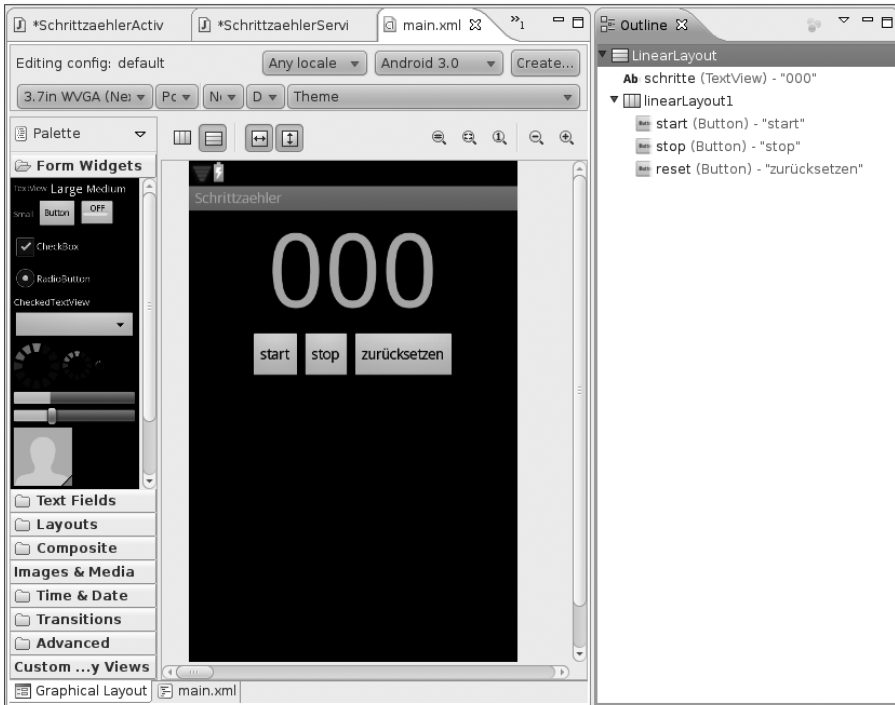 *SchrittzaehlerActiv
*SchrittzaehlerServi
main.xml
»1
Outline
Editing config: default
Any locale
Android 3.0
Create...
3.7in WVGA (Ne
D
Theme
Palette
Form Widgets
TextView Large Medium
Small Button OFF
CheckBox
RadioButton
CheckedTextView
Text Fields
Layouts
Composite
Images & Media
Time & Date
Transitions
Advanced
Custom ...y Views
Graphical Layout
main.xml
Schrittzaehler
000
start
stop
zurücksetzen
LinearLayout
Ab schritte (TextView) - "000"
linearLayout1
start (Button) - "start"
stop (Button) - "stop"
reset (Button) - "zurücksetzen"